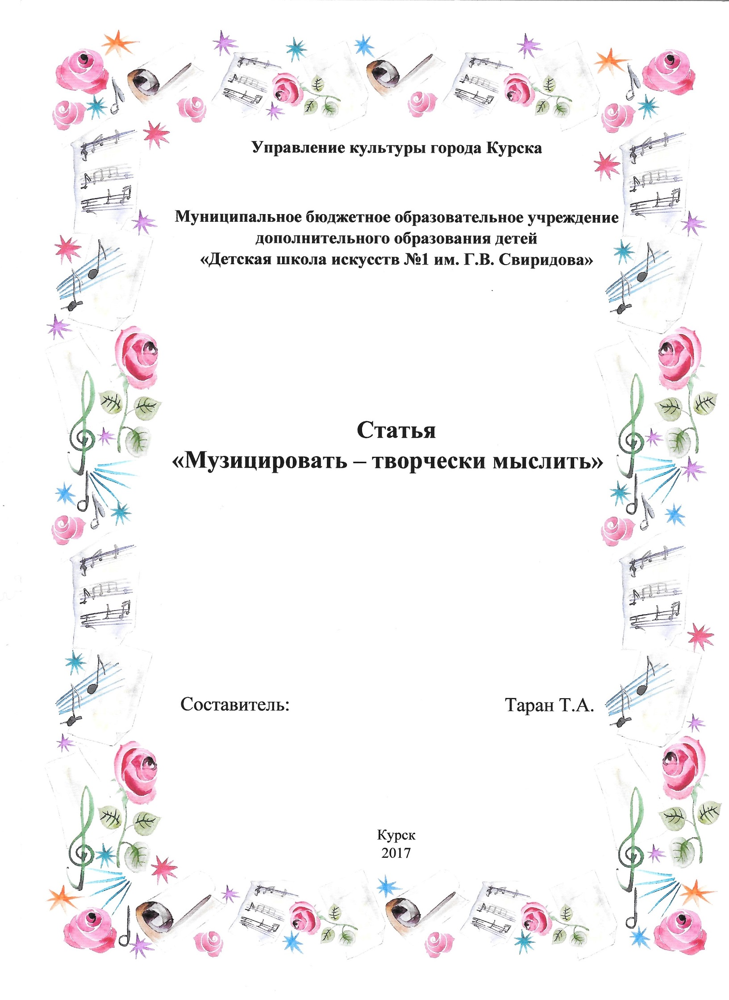 Управление культуры города Курска
Муниципальное бюджетное образовательное учреждение
дополнительного образования детей
«Детская школа искусств №1 им. Г.В. Свиридова»
Статья
«Музицировать – творчески мыслить»
Составитель: Таран Т.А.
Курск
2017